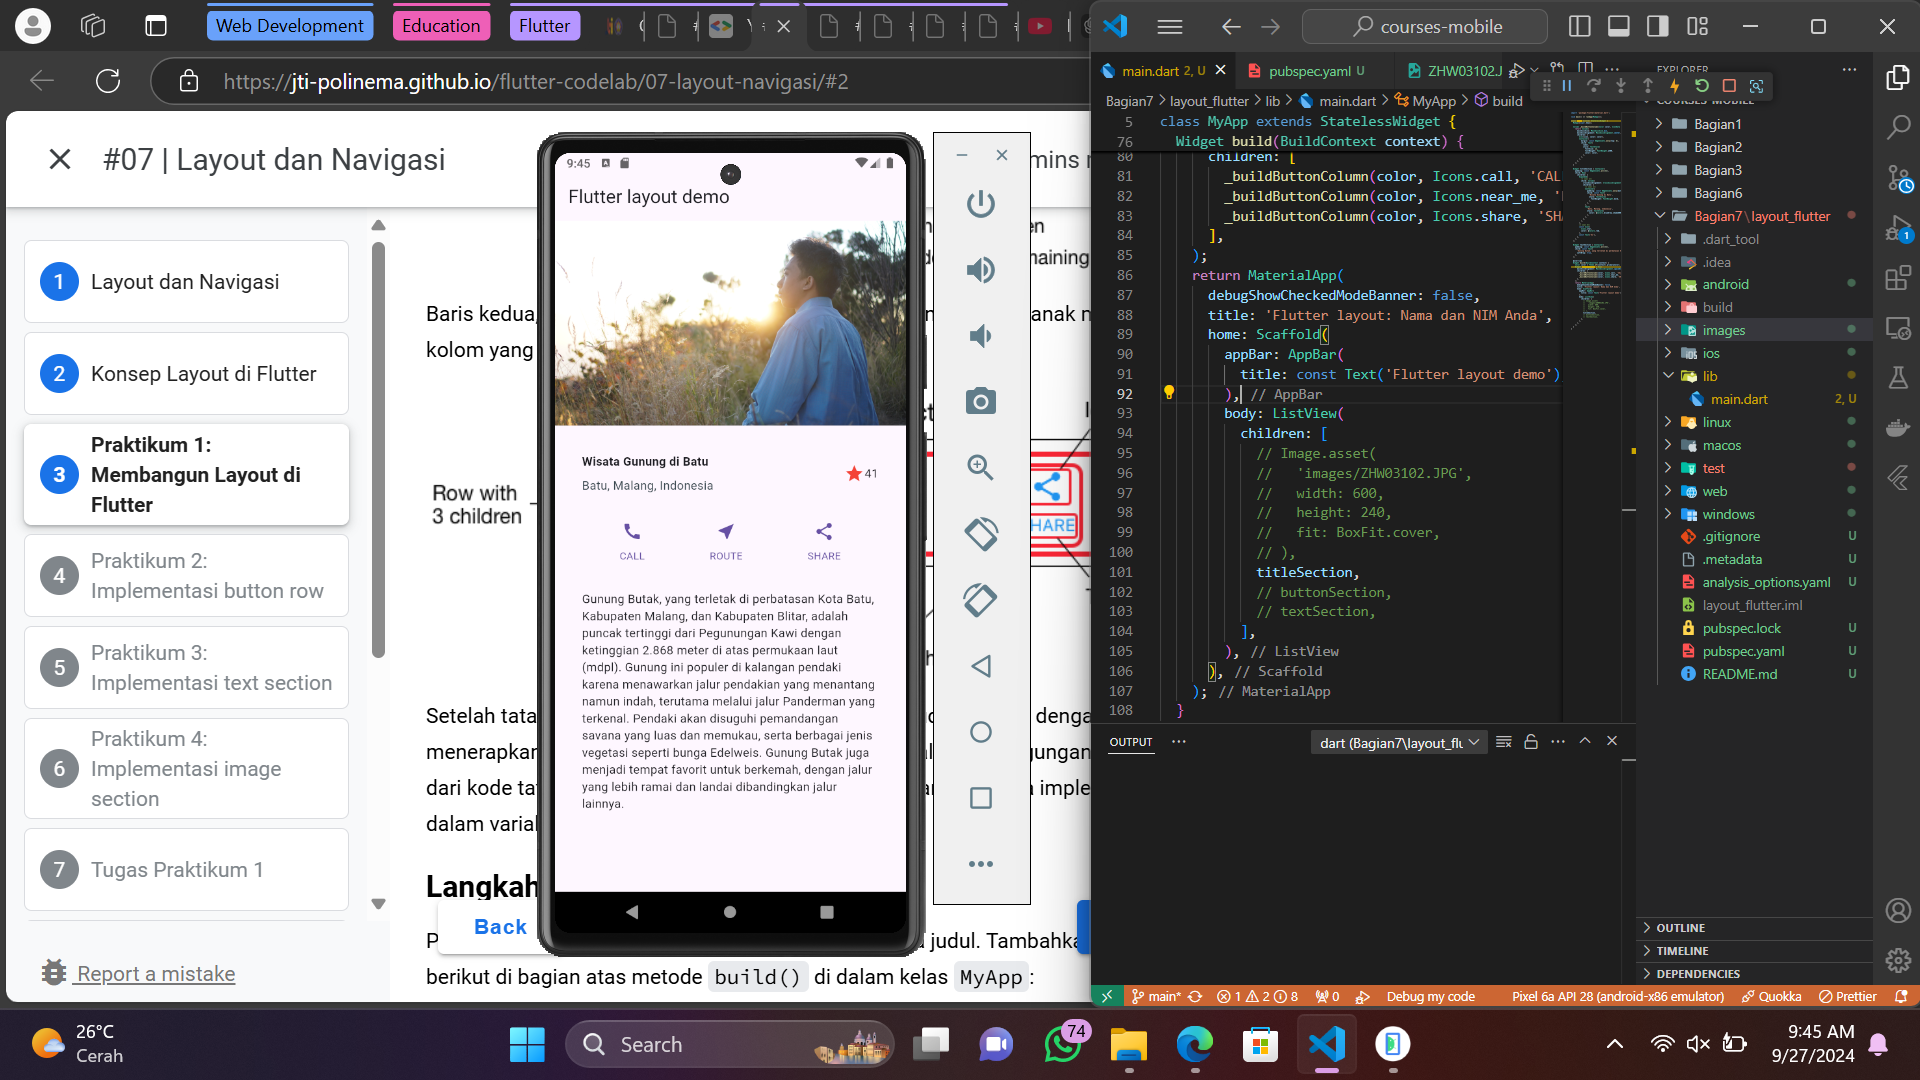 Web Development
Education
Flutter
https://jti-polinema.github.io/flutter-codelab/07-layout-navigasi/#2
#07 | Layout dan Navigasi
mins
1
Layout dan Navigasi
2
Konsep Layout di Flutter
3
Praktikum 1:
Membangun Layout di
Flutter
4
Praktikum 2:
Implementasi button row
5
Praktikum 3:
Implementasi text section
6
Praktikum 4:
Implementasi image
section
7
Tugas Praktikum 1
Report a mistake
Baris kedua,
anak
kolom yang
Row with
3 children
Setelah tata
menerapkan
dari kode
dalam
Langkah
judul. Tambahka
berikut di bagian atas metode build() di dalam kelas MyApp:
Back
9:45
Flutter layout demo
Wisata Gunung di Batu
Batu, Malang, Indonesia
41
CALL
ROUTE
SHARE
Gunung Butak, yang terletak di perbatasan Kota Batu,
Kabupaten Malang, dan Kabupaten Blitar, adalah
puncak tertinggi dari Pegunungan Kawi dengan
ketinggian 2.868 meter di atas permukaan laut
(mdpl). Gunung ini populer di kalangan pendaki
karena menawarkan jalur pendakian yang menantang
namun indah, terutama melalui jalur Panderman yang
terkenal. Pendaki akan disuguhi pemandangan
savana yang luas dan memukau, serta berbagai jenis
vegetasi seperti bunga Edelweis. Gunung Butak juga
menjadi tempat favorit untuk berkemah, dengan jalur
yang lebih ramai dan landai dibandingkan jalur
lainnya.
courses-mobile
main.dart 2, U
pubspec.yaml U
ZHW03102.J
Bagian7 > layout_flutter > lib > main.dart > MyApp > build
5 class MyApp extends StatelessWidget {
76 Widget build(BuildContext context) {
80 children: [
81 _buildButtonColumn(color, Icons.call, 'CAL
82 _buildButtonColumn(color, Icons.near_me, '
83 _buildButtonColumn(color, Icons.share, 'SH
84 ],
85 );
86 return MaterialApp(
87 debugShowCheckedModeBanner: false,
88 title: 'Flutter layout: Nama dan NIM Anda',
89 home: Scaffold(
90 appBar: AppBar(
91 title: const Text('Flutter layout demo')
92 ), // AppBar
93 body: ListView(
94 children: [
95 // Image.asset(
96 //   'images/ZHW03102.JPG',
97 //   width: 600,
98 //   height: 240,
99 //   fit: BoxFit.cover,
100 // ),
101 titleSection,
102 // buttonSection,
103 // textSection,
104 ],
105 ), // ListView
106 ), // Scaffold
107 ); // MaterialApp
108 }
OUTPUT
dart (Bagian7\layout_flu
EXPLORER
COURSES-MOBILE
Bagian1
Bagian2
Bagian3
Bagian6
Bagian7\layout_flutter
.dart_tool
.idea
android
build
images
ios
lib
main.dart 2, U
linux
macos
test
web
windows
.gitignore U
.metadata U
analysis_options.yaml U
layout_flutter.iml
pubspec.lock U
pubspec.yaml U
README.md U
OUTLINE
TIMELINE
DEPENDENCIES
1
main*
1 2 8
0
Debug my code
Pixel 6a API 28 (android-x86 emulator)
Quokka
Prettier
26°C
Cerah
Search
74
9:45 AM
9/27/2024